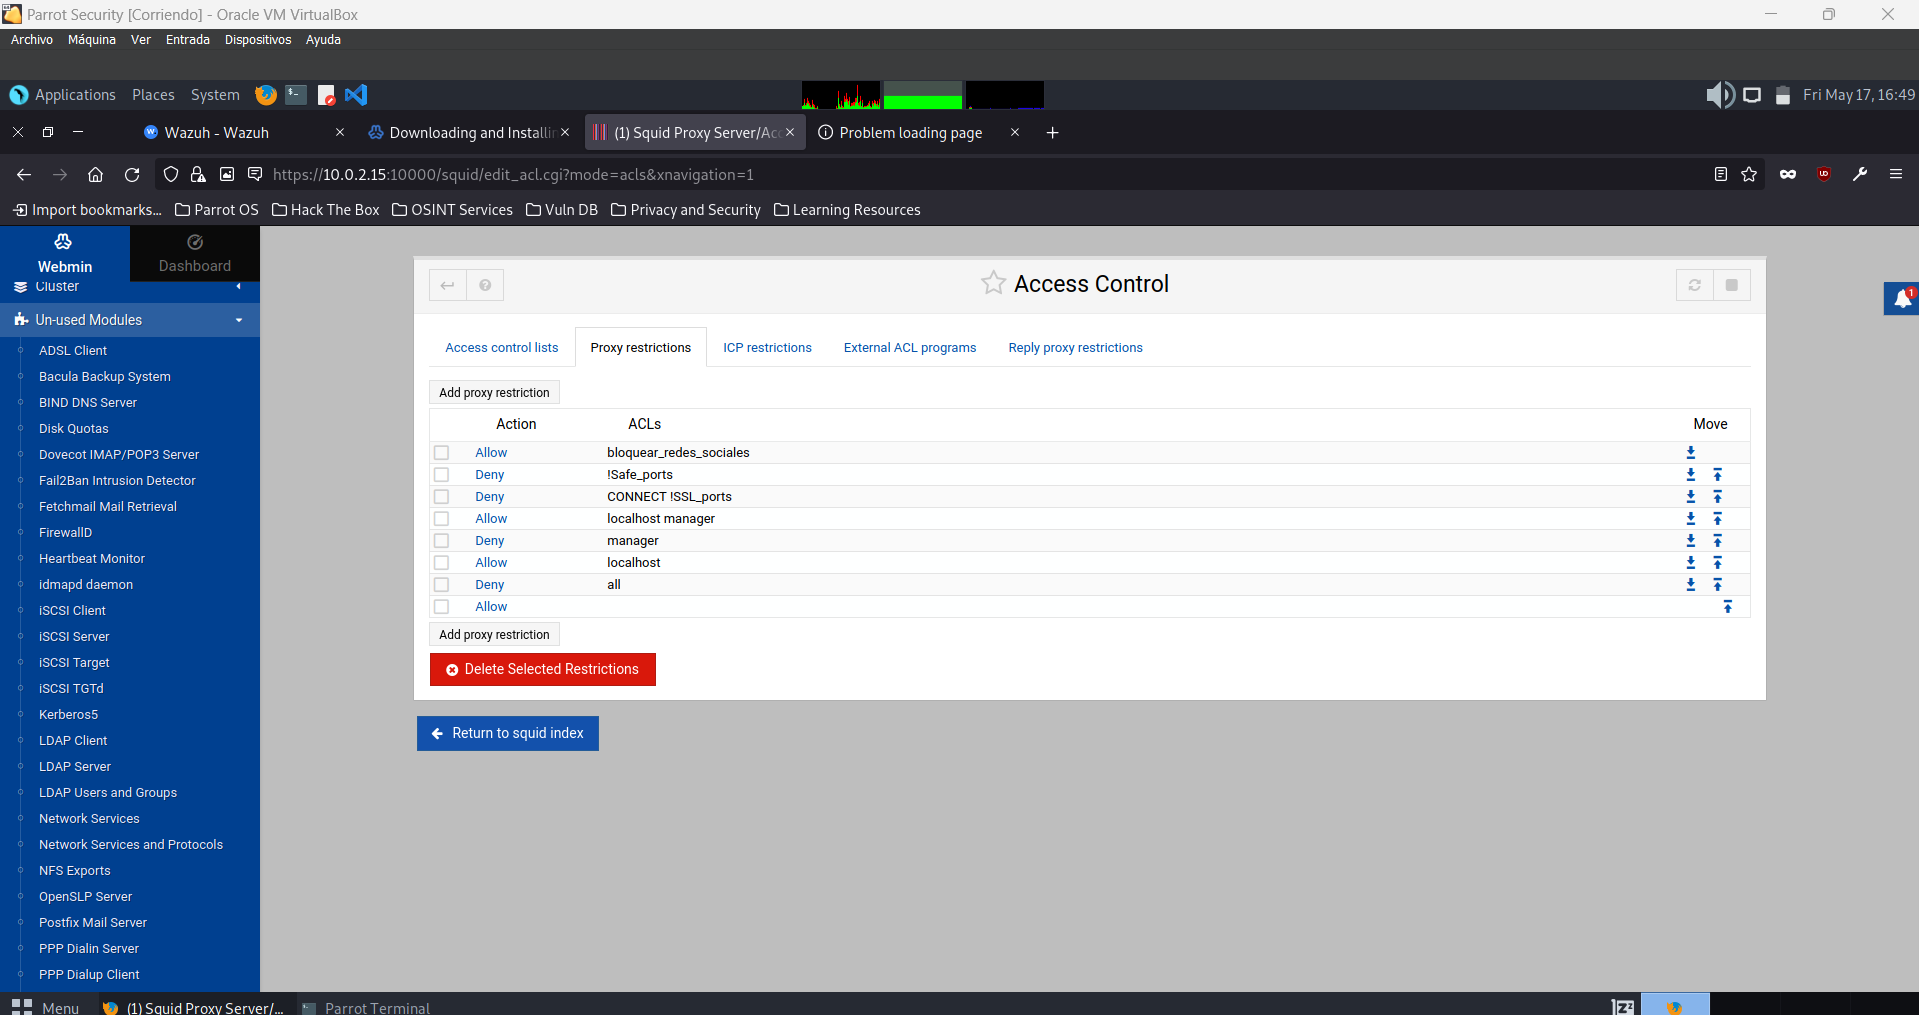 Parrot Security [Corriendo] - Oracle VM VirtualBox
Archivo Máquina Ver Entrada Dispositivos Ayuda
Applications Places System Fri May 17, 16:49
Wazuh - Wazuh Downloading and Installin (1) Squid Proxy Server/Acc Problem loading page
https://10.0.2.15:10000/squid/edit_acl.cgi?mode=acls&xnavigation=1
Import bookmarks... Parrot OS Hack The Box OSINT Services Vuln DB Privacy and Security Learning Resources
Webmin Dashboard
Cluster
Un-used Modules
ADSL Client
Bacula Backup System
BIND DNS Server
Disk Quotas
Dovecot IMAP/POP3 Server
Fail2Ban Intrusion Detector
Fetchmail Mail Retrieval
FirewallD
Heartbeat Monitor
idmapd daemon
iSCSI Client
iSCSI Server
iSCSI Target
iSCSI TGTd
Kerberos5
LDAP Client
LDAP Server
LDAP Users and Groups
Network Services
Network Services and Protocols
NFS Exports
OpenSLP Server
Postfix Mail Server
PPP Dialin Server
PPP Dialup Client
Access Control
1
Access control lists Proxy restrictions ICP restrictions External ACL programs Reply proxy restrictions
Add proxy restriction
Action ACLs Move
Allow bloquear_redes_sociales
Deny !Safe_ports
Deny CONNECT !SSL_ports
Allow localhost manager
Deny manager
Allow localhost
Deny all
Allow
Add proxy restriction
Delete Selected Restrictions
Return to squid index
Menu (1) Squid Proxy Server/... Parrot Terminal